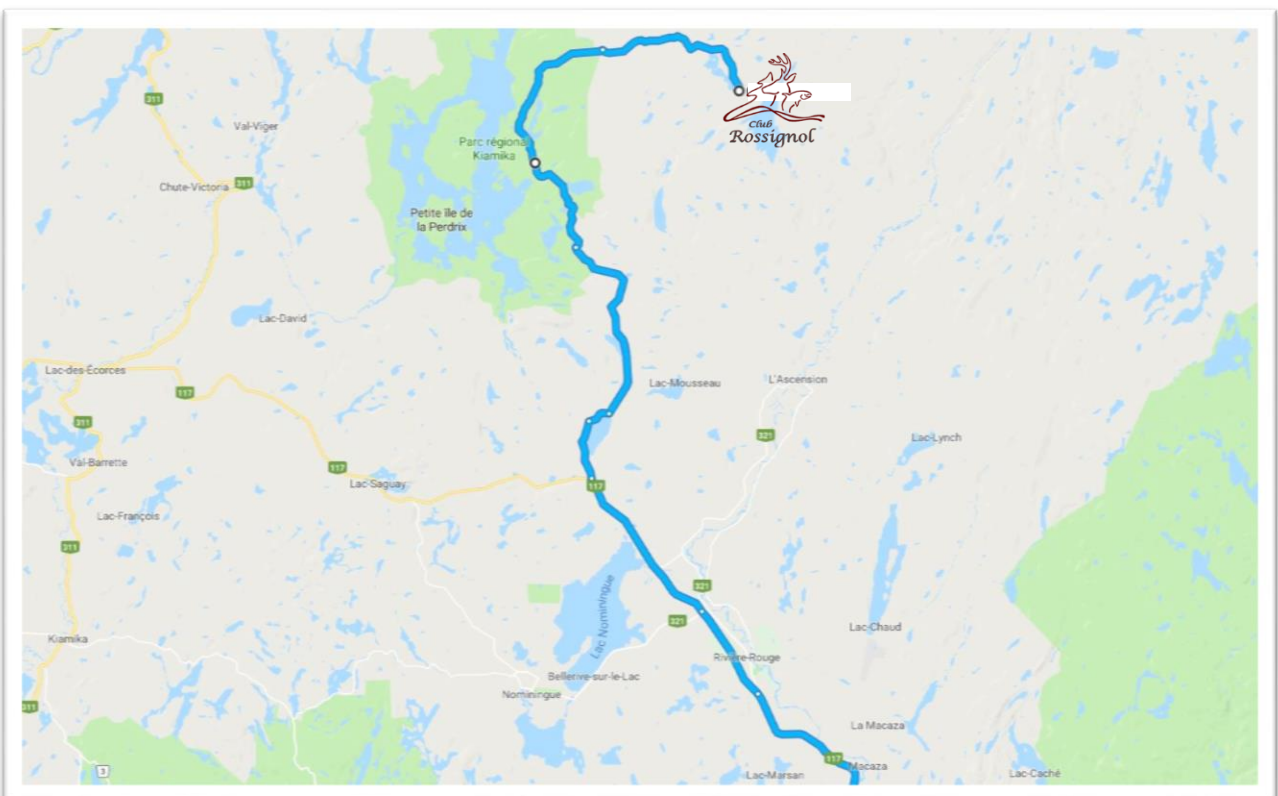 311
Val-Viger
Club
Rossignol
Parc régional
Kiamika
Chute-Victoria
311
Petite île de
la Perdrix
Lac-David
Lac-des-Écorces
117
Lac-Mousseau
L'Ascension
311
321
Lac-Lynch
Val-Barrette
117
Lac-Saguay
117
Lac-François
311
321
Lac Nominingue
321
Lac-Chaud
Kiamika
Rivière-Rouge
Bellerive-sur-le-Lac
Nominingue
311
La Macaza
117
Macaza
3
Lac-Marsan
Lac-Caché